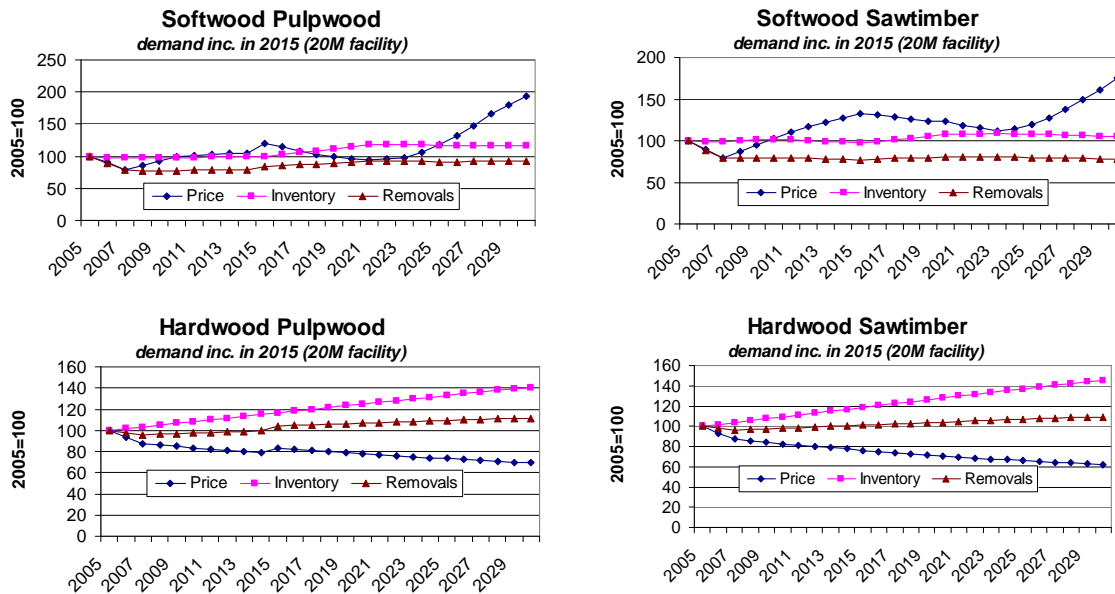 Softwood Pulpwood
demand inc. in 2015 (20M facility)
2005=100
250
200
150
100
50
0
Price Inventory Removals
2005 2007 2009 2011 2013 2015 2017 2019 2021 2023 2025 2027 2029
Softwood Sawtimber
demand inc. in 2015 (20M facility)
2005=100
200
150
100
50
0
Price Inventory Removals
2005 2007 2009 2011 2013 2015 2017 2019 2021 2023 2025 2027 2029
Hardwood Pulpwood
demand inc. in 2015 (20M facility)
2005=100
160
140
120
100
80
60
40
20
0
Price Inventory Removals
2005 2007 2009 2011 2013 2015 2017 2019 2021 2023 2025 2027 2029
Hardwood Sawtimber
demand inc. in 2015 (20M facility)
2005=100
160
140
120
100
80
60
40
20
0
Price Inventory Removals
2005 2007 2009 2011 2013 2015 2017 2019 2021 2023 2025 2027 2029